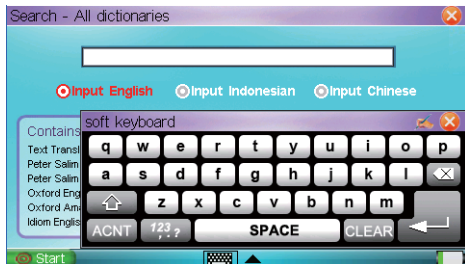 Search - All dictionaries
Input English Input Indonesian Input Chinese
Contains
soft keyboard
Text Transl
Peter Salim
Peter Salim
Oxford Eng
Oxford Am
Idiom Englis
q w e r t y u i o p
a s d f g h j k l
z x c v b n m
ACNT 123,.? SPACE CLEAR
Start